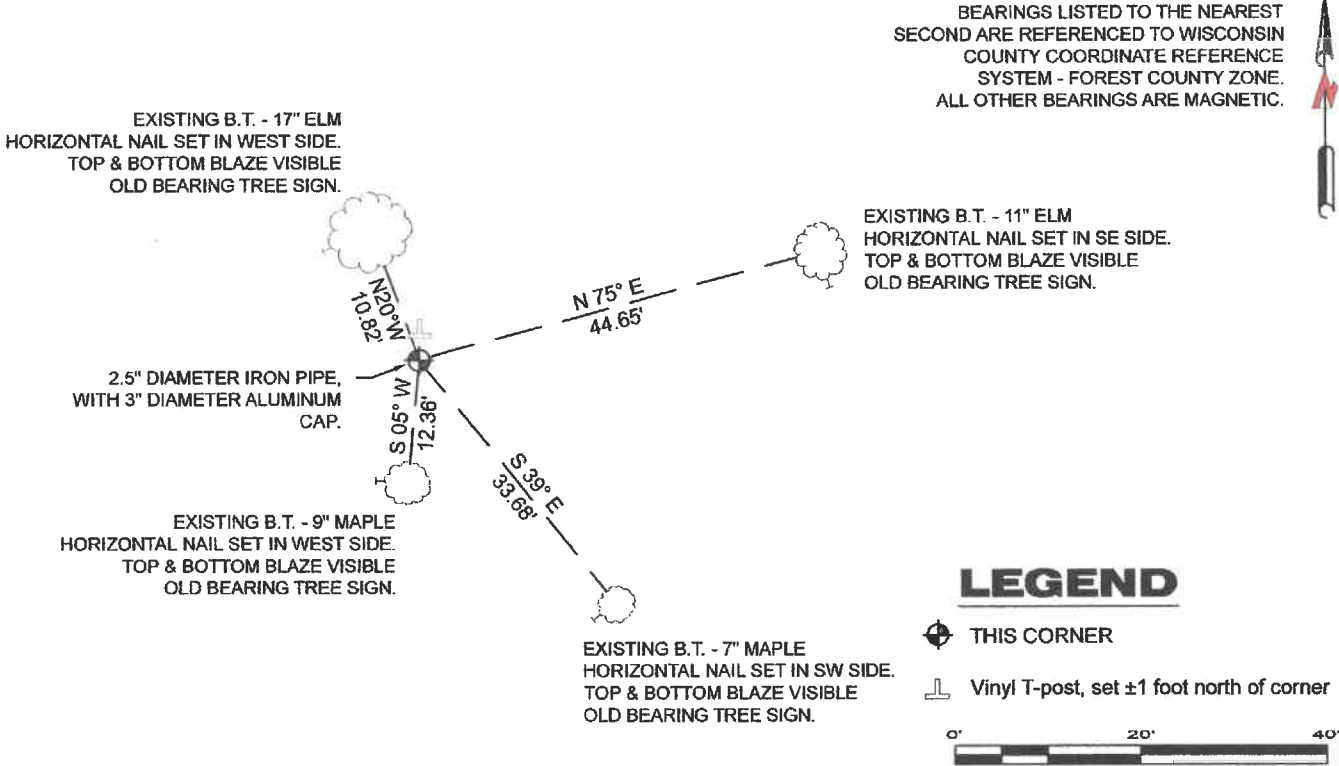 BEARINGS LISTED TO THE NEAREST
SECOND ARE REFERENCED TO WISCONSIN
COUNTY COORDINATE REFERENCE
SYSTEM - FOREST COUNTY ZONE.
ALL OTHER BEARINGS ARE MAGNETIC.
EXISTING B.T. - 17" ELM
HORIZONTAL NAIL SET IN WEST SIDE.
TOP & BOTTOM BLAZE VISIBLE
OLD BEARING TREE SIGN.
EXISTING B.T. - 11" ELM
HORIZONTAL NAIL SET IN SE SIDE.
TOP & BOTTOM BLAZE VISIBLE
OLD BEARING TREE SIGN.
N20°W
10.82'
N 75° E
44.65'
2.5" DIAMETER IRON PIPE,
WITH 3" DIAMETER ALUMINUM
CAP.
S 05° W
12.36'
S 39° E
33.68'
EXISTING B.T. - 9" MAPLE
HORIZONTAL NAIL SET IN WEST SIDE.
TOP & BOTTOM BLAZE VISIBLE
OLD BEARING TREE SIGN.
EXISTING B.T. - 7" MAPLE
HORIZONTAL NAIL SET IN SW SIDE.
TOP & BOTTOM BLAZE VISIBLE
OLD BEARING TREE SIGN.
LEGEND
THIS CORNER
Vinyl T-post, set ±1 foot north of corner
0' 20' 40'